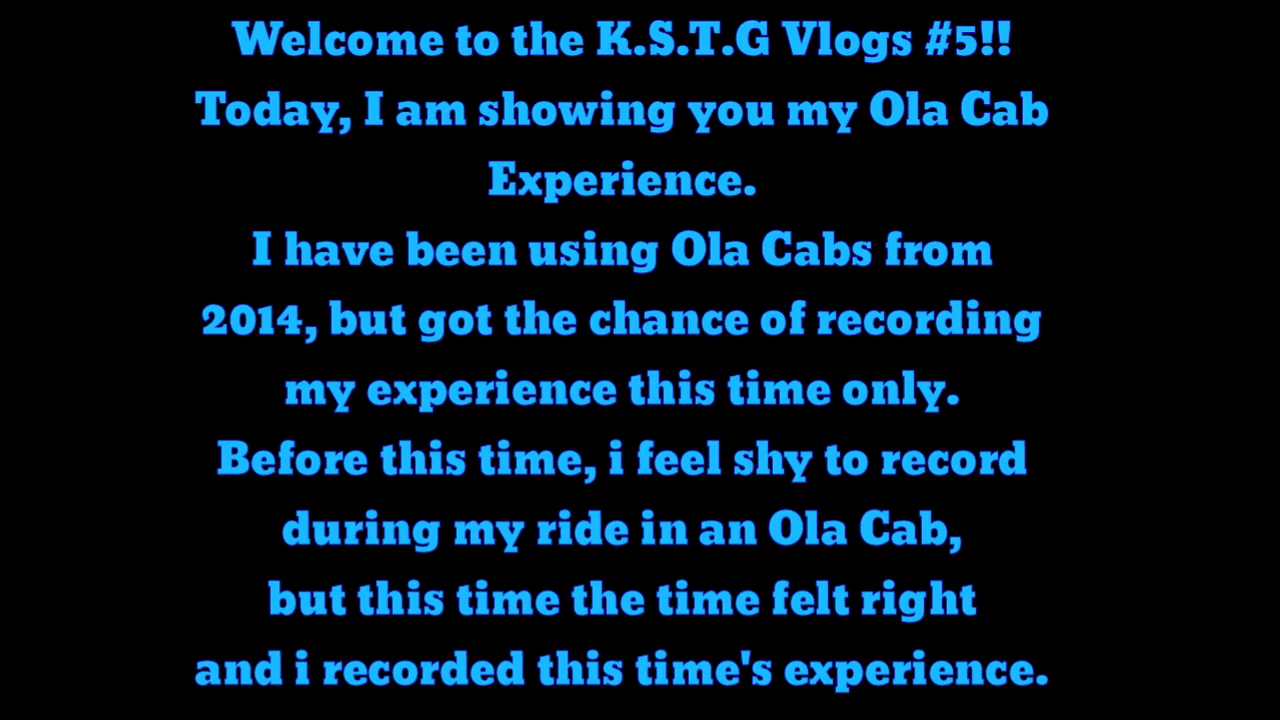 Welcome to the K.S.T.G Vlogs #5!!
Today, I am showing you my Ola Cab
Experience.
I have been using Ola Cabs from
2014, but got the chance of recording
my experience this time only.
Before this time, i feel shy to record
during my ride in an Ola Cab,
but this time the time felt right
and i recorded this time's experience.